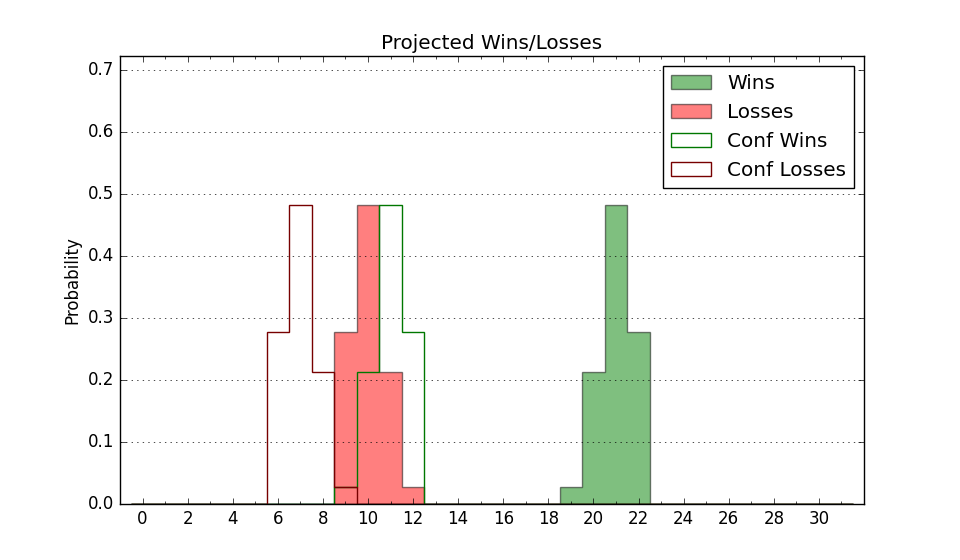 Projected Wins/Losses
0.7
0.6
0.5
0.4
0.3
0.2
0.1
0.0
Probability
Wins
Losses
Conf Wins
Conf Losses
0 2 4 6 8 10 12 14 16 18 20 22 24 26 28 30